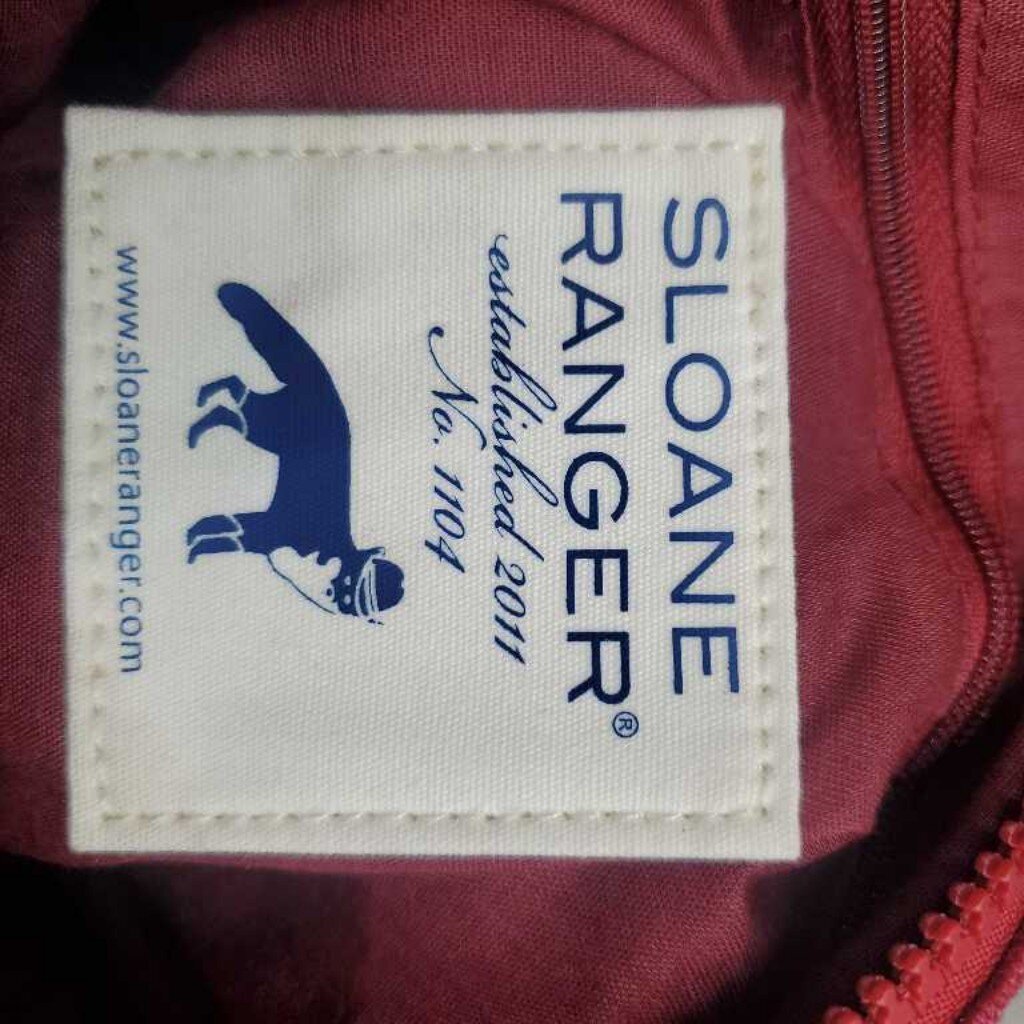 SLOANE
RANGER®
established 2011
No. 1104
www.sloaneranger.com